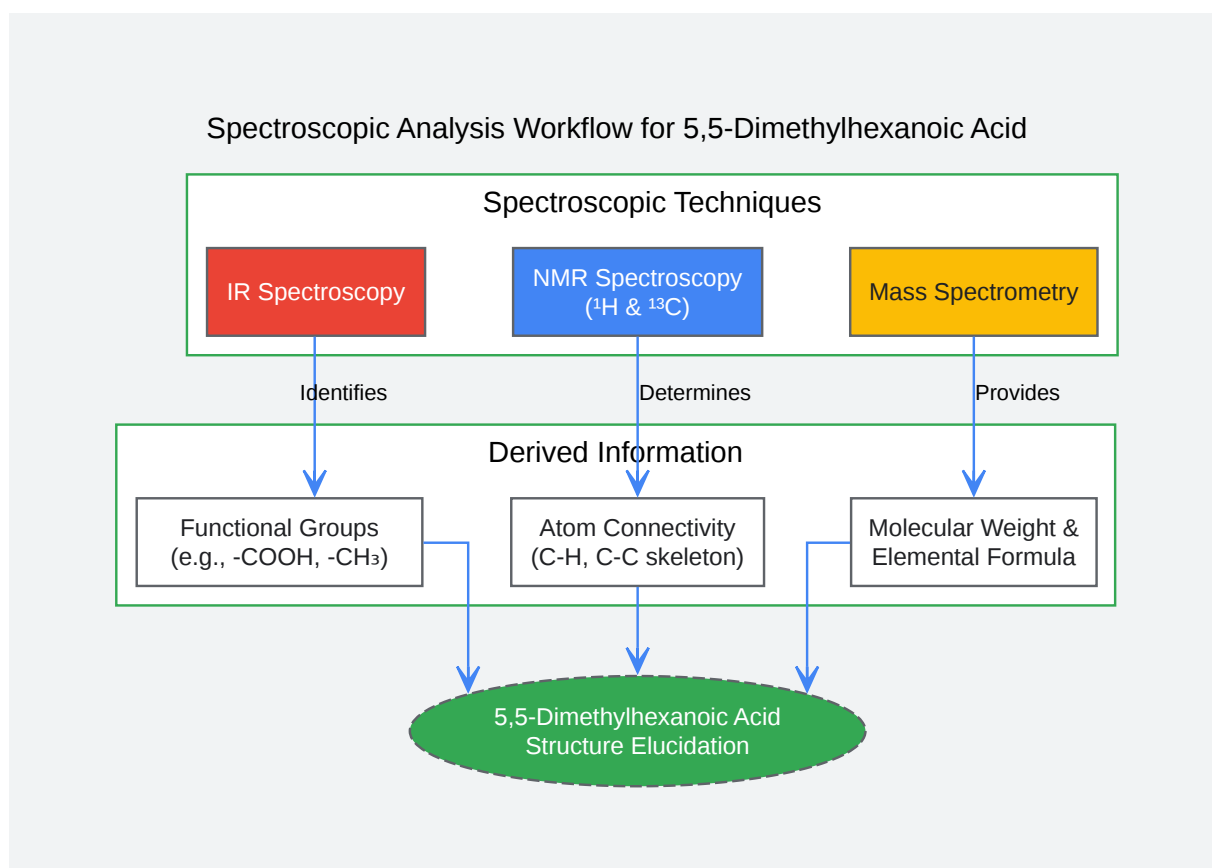 Spectroscopic Analysis Workflow for 5,5-Dimethylhexanoic Acid
Spectroscopic Techniques
IR Spectroscopy
NMR Spectroscopy
(¹H & ¹³C)
Mass Spectrometry
Identifies
Determines
Provides
Derived Information
Functional Groups
(e.g., -COOH, -CH₃)
Atom Connectivity
(C-H, C-C skeleton)
Molecular Weight &
Elemental Formula
5,5-Dimethylhexanoic Acid
Structure Elucidation